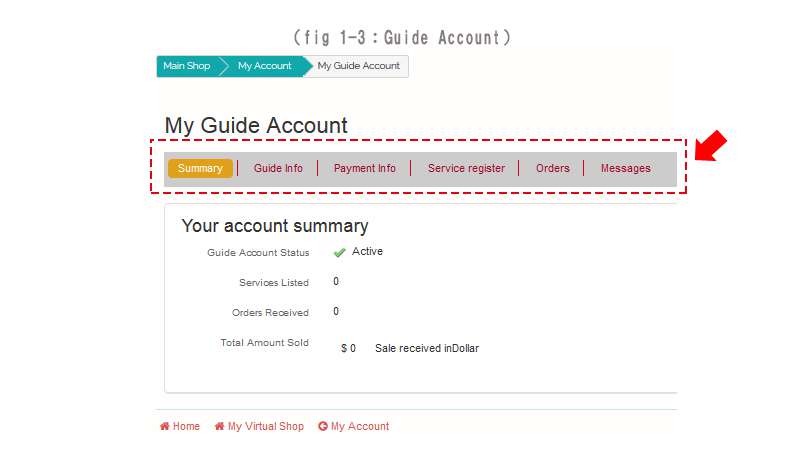 (fig 1-3:Guide Account)
Main Shop My Account My Guide Account
My Guide Account
Summary Guide Info Payment Info Service register Orders Messages
Your account summary
Guide Account Status Active
Services Listed 0
Orders Received 0
Total Amount Sold $ 0 Sale received inDollar
Home My Virtual Shop My Account